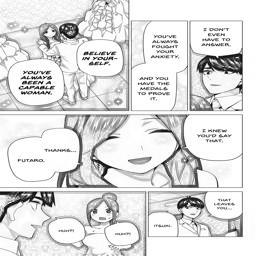 I DON'T
EVEN
HAVE TO
ANSWER.
YOU'VE
ALWAYS
FOUGHT
YOUR
ANXIETY.
AND YOU
HAVE THE
MEDALS
TO PROVE
IT.
BELIEVE
IN YOUR-
SELF.
YOU'VE
ALWAYS
BEEN A
CAPABLE
WOMAN.
I KNEW
YOU'D SAY
THAT.
THANKS...
FUTARO.
THAT
LEAVES
YOU...
ITSUKI.
HUH?!
HUH?!